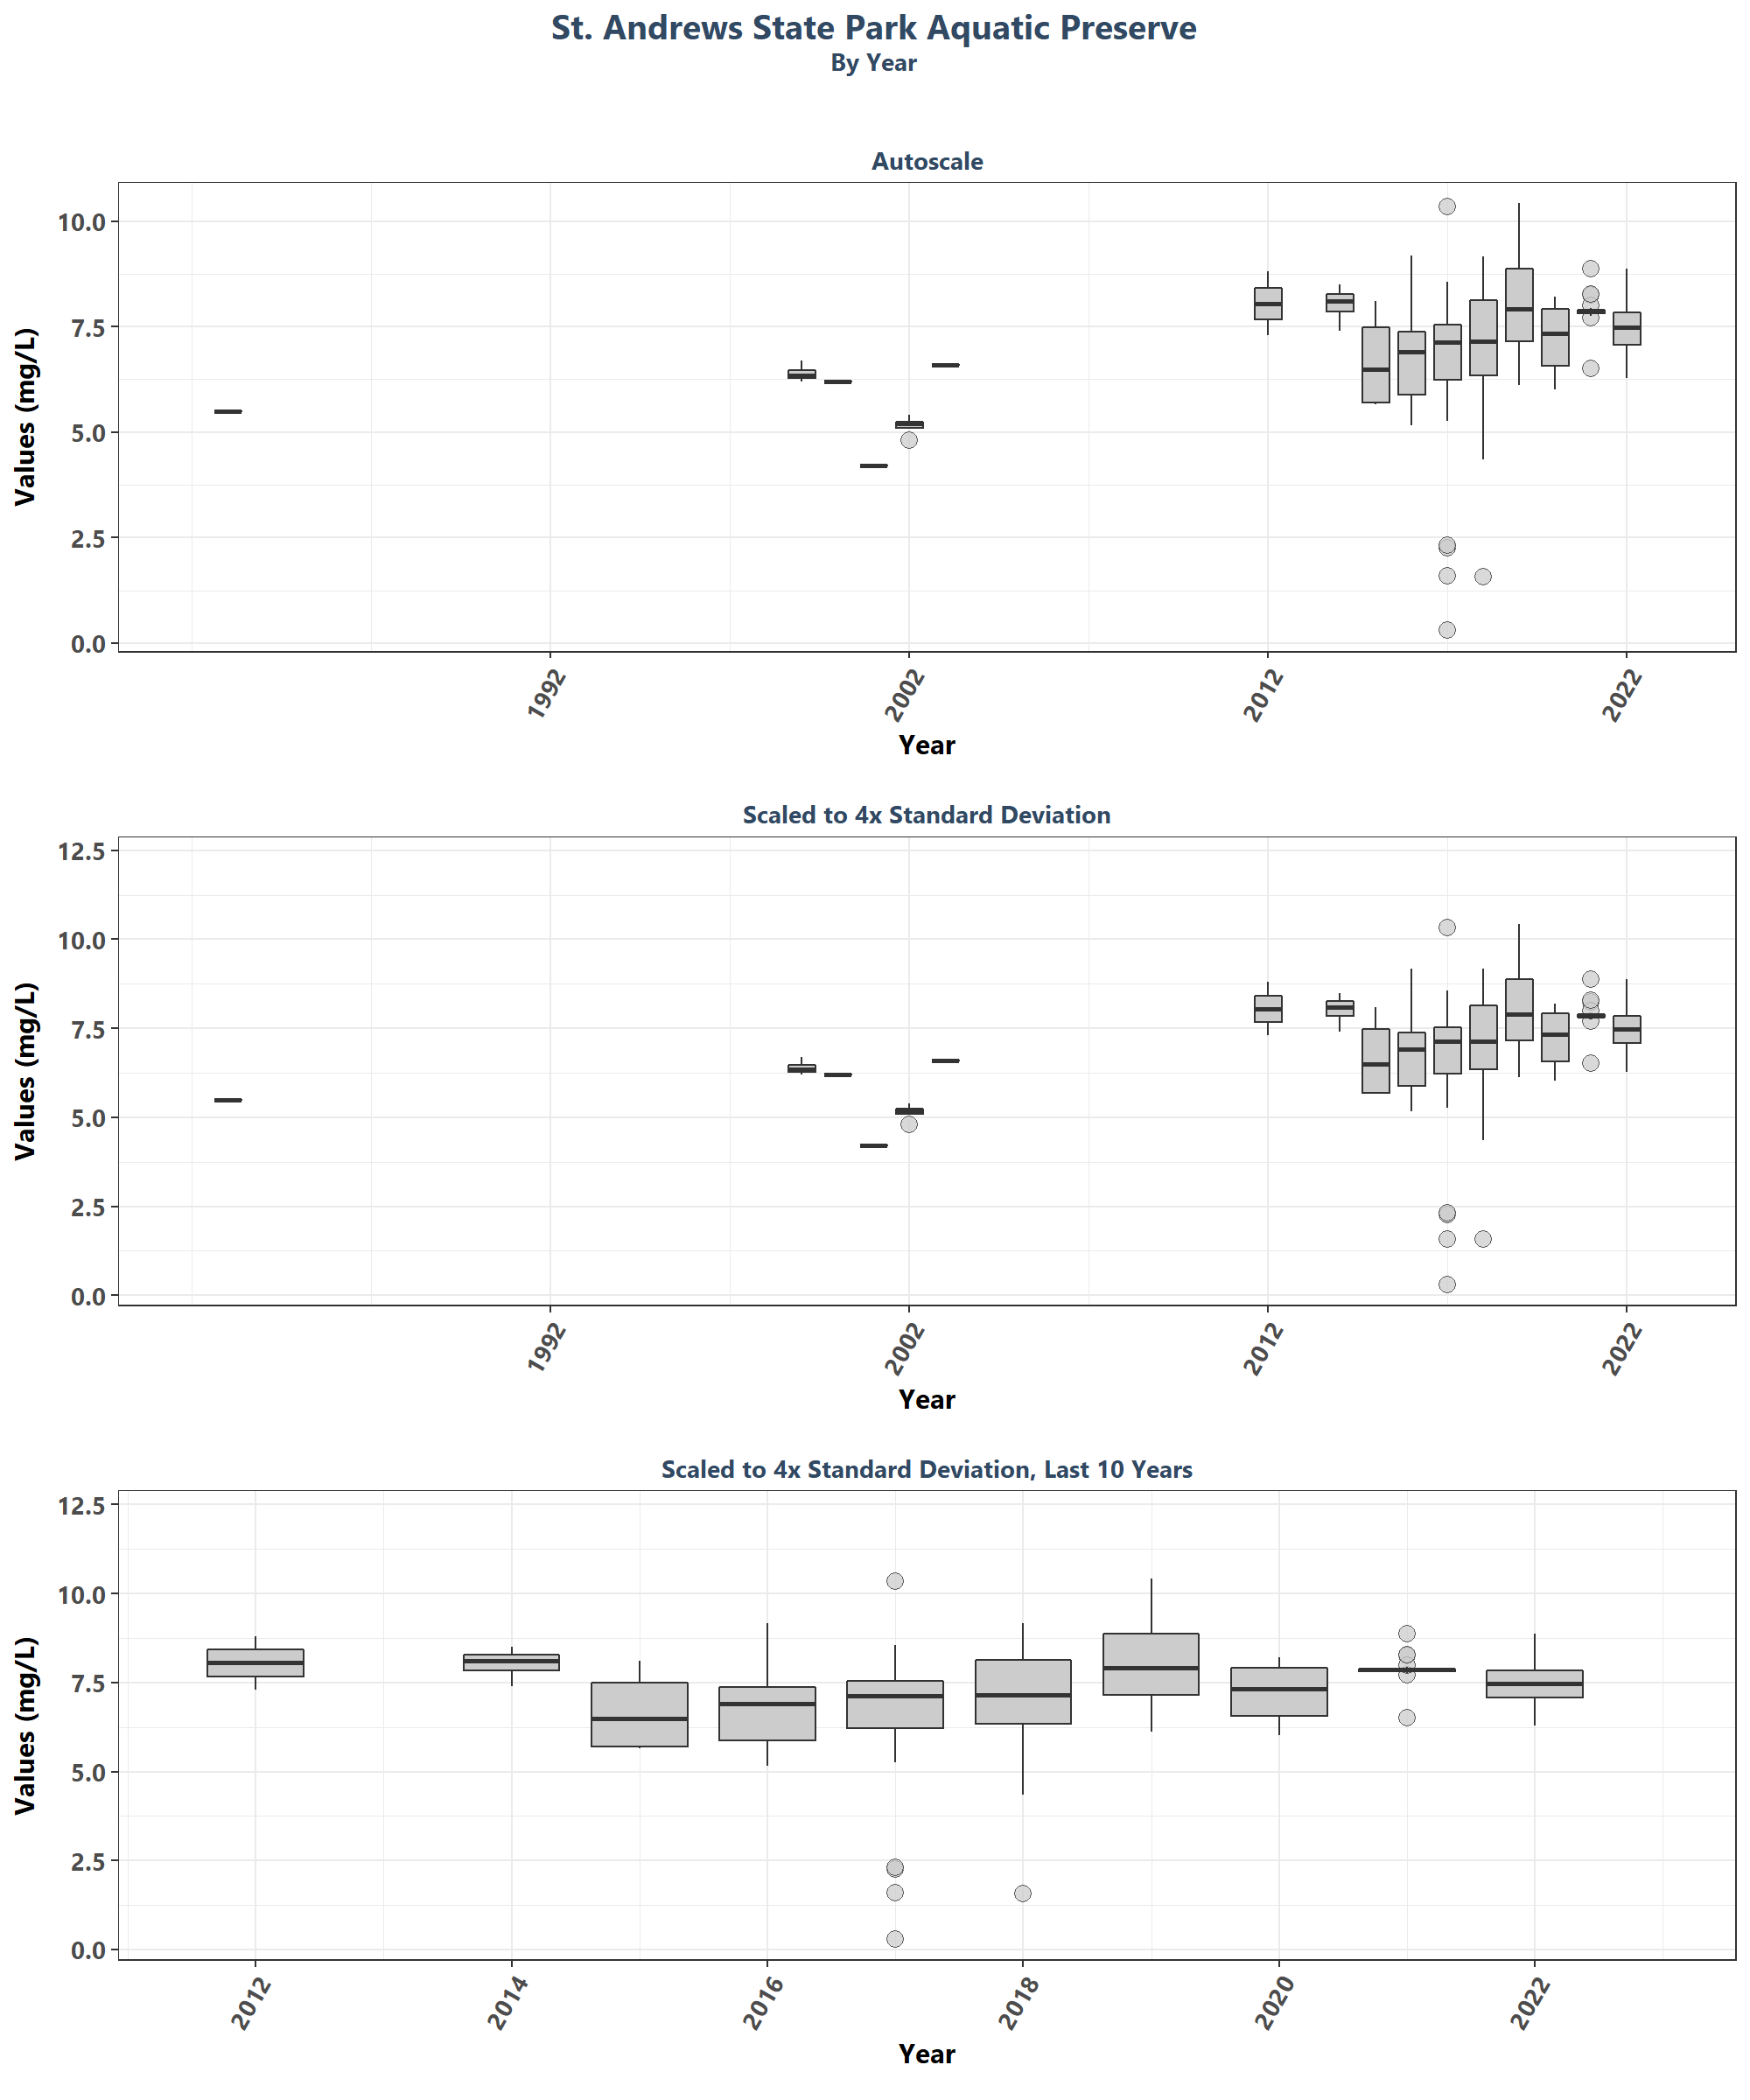 St. Andrews State Park Aquatic Preserve
By Year
Autoscale
Values (mg/L)
10.0
7.5
5.0
2.5
0.0
1992 2002 2012 2022
Year
Scaled to 4x Standard Deviation
Values (mg/L)
12.5
10.0
7.5
5.0
2.5
0.0
1992 2002 2012 2022
Year
Scaled to 4x Standard Deviation, Last 10 Years
Values (mg/L)
12.5
10.0
7.5
5.0
2.5
0.0
2012 2014 2016 2018 2020 2022
Year